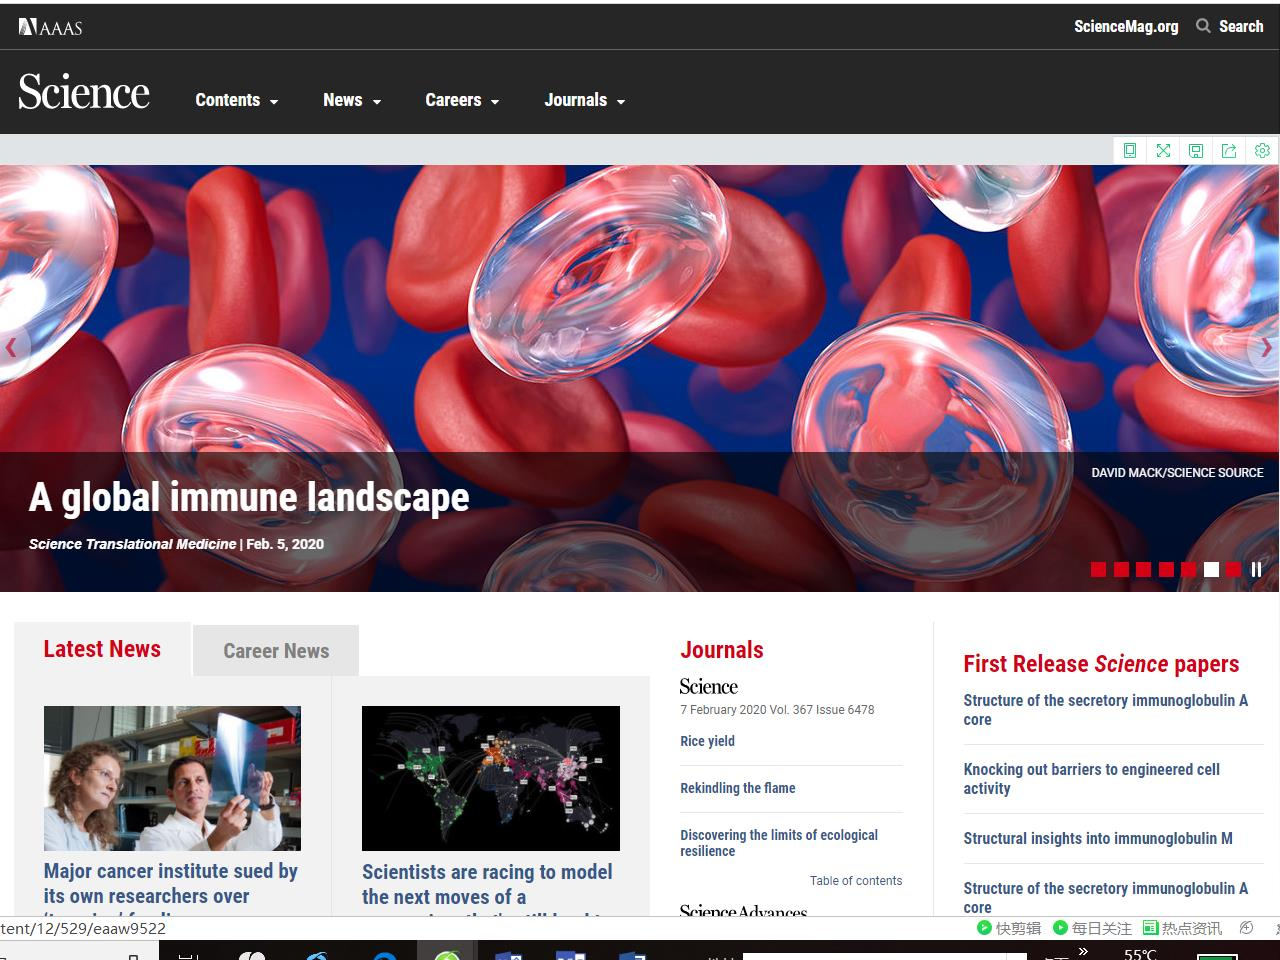 AAAS
ScienceMag.org Search
Science Contents News Careers Journals
DAVID MACK/SCIENCE SOURCE
A global immune landscape
Science Translational Medicine | Feb. 5, 2020
Latest News
Career News
Major cancer institute sued by
its own researchers over
Scientists are racing to model
the next moves of a
Journals
Science
7 February 2020 Vol. 367 Issue 6478
Rice yield
Rekindling the flame
Discovering the limits of ecological
resilience
Table of contents
Science Advances
First Release Science papers
Structure of the secretory immunoglobulin A
core
Knocking out barriers to engineered cell
activity
Structural insights into immunoglobulin M
Structure of the secretory immunoglobulin A
core
tent/12/529/eaaw9522
快剪辑 每日关注 热点资讯
55℃